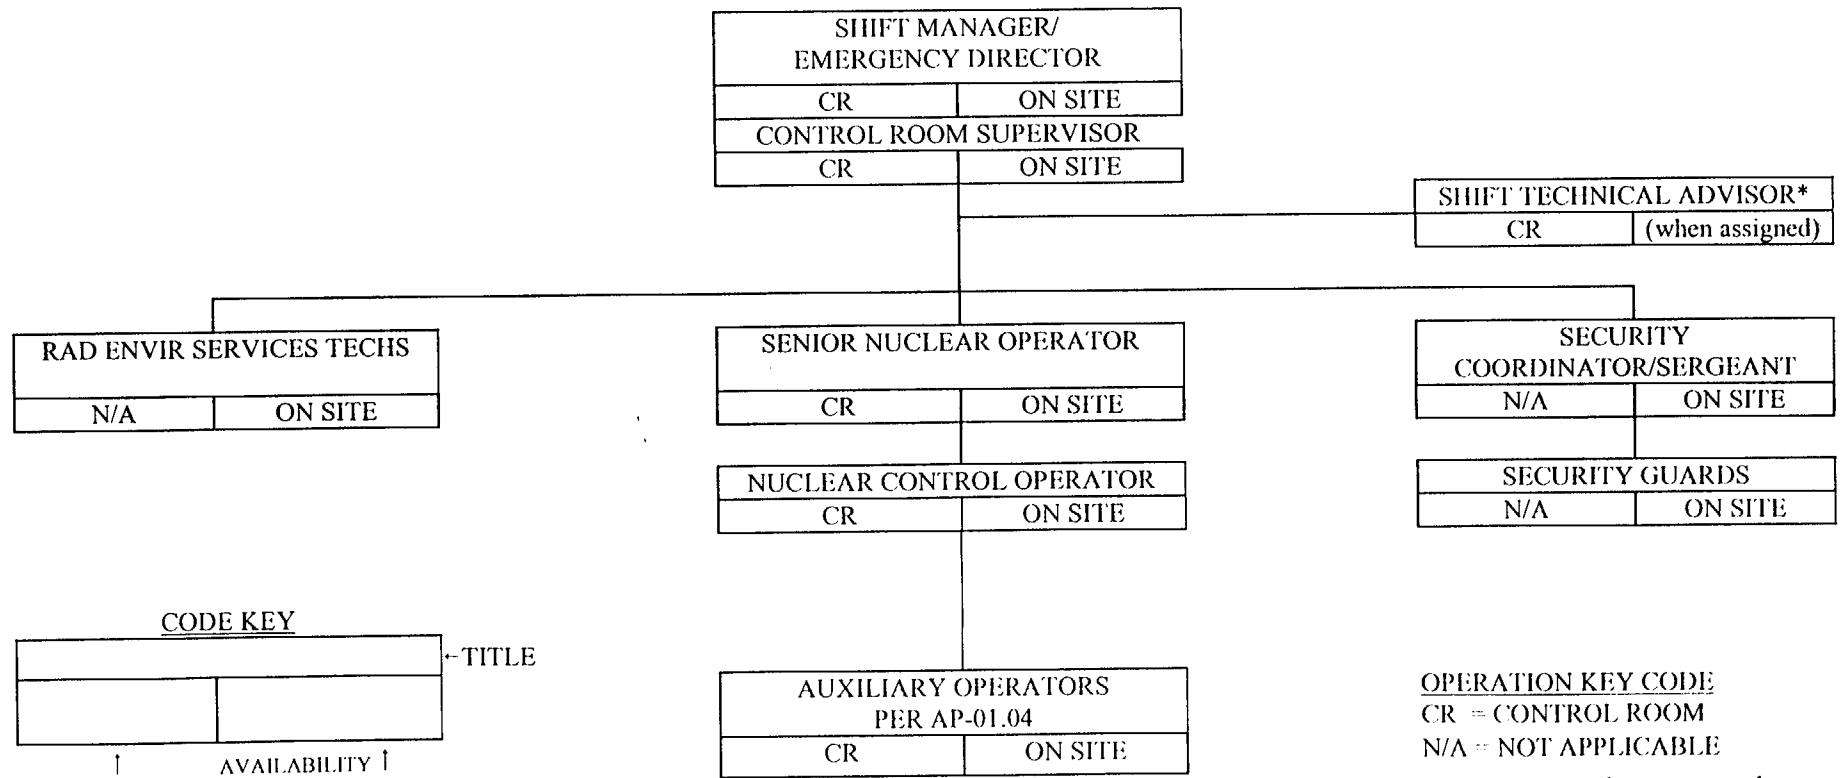 SHIFT MANAGER/
EMERGENCY DIRECTOR
CR ON SITE
CONTROL ROOM SUPERVISOR
CR ON SITE
SHIFT TECHNICAL ADVISOR*
CR (when assigned)
RAD ENVIR SERVICES TECHS
N/A ON SITE
SENIOR NUCLEAR OPERATOR
CR ON SITE
SECURITY
COORDINATOR/SERGEANT
N/A ON SITE
NUCLEAR CONTROL OPERATOR
CR ON SITE
SECURITY GUARDS
N/A ON SITE
CODE KEY
←TITLE
↑ AVAILABILITY ↑
AUXILIARY OPERATORS
PER AP-01.04
CR ON SITE
OPERATION KEY CODE
CR = CONTROL ROOM
N/A = NOT APPLICABLE